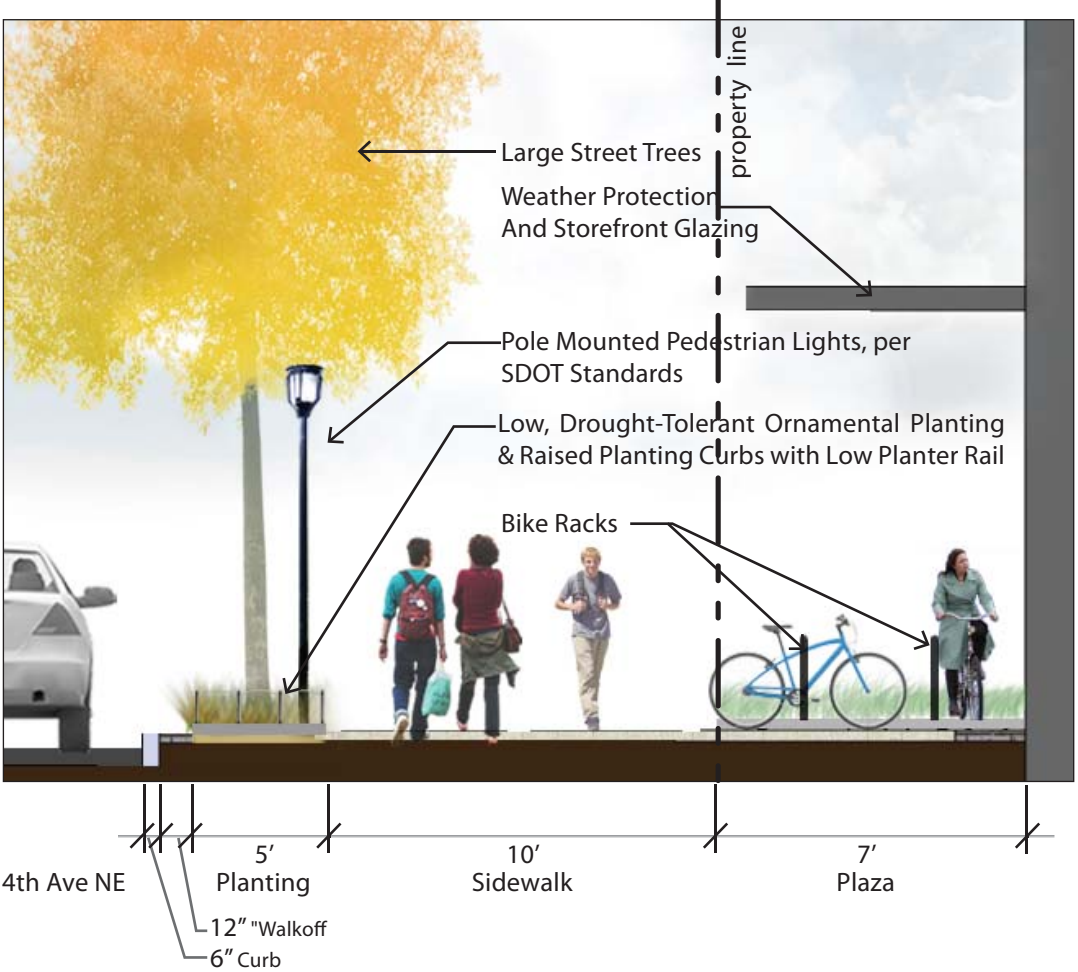 property line
Large Street Trees
Weather Protection
And Storefront Glazing
Pole Mounted Pedestrian Lights, per
SDOT Standards
Low, Drought-Tolerant Ornamental Planting
& Raised Planting Curbs with Low Planter Rail
Bike Racks
5’
10’
7’
4th Ave NE
Planting
Sidewalk
Plaza
12” "Walkoff
6” Curb